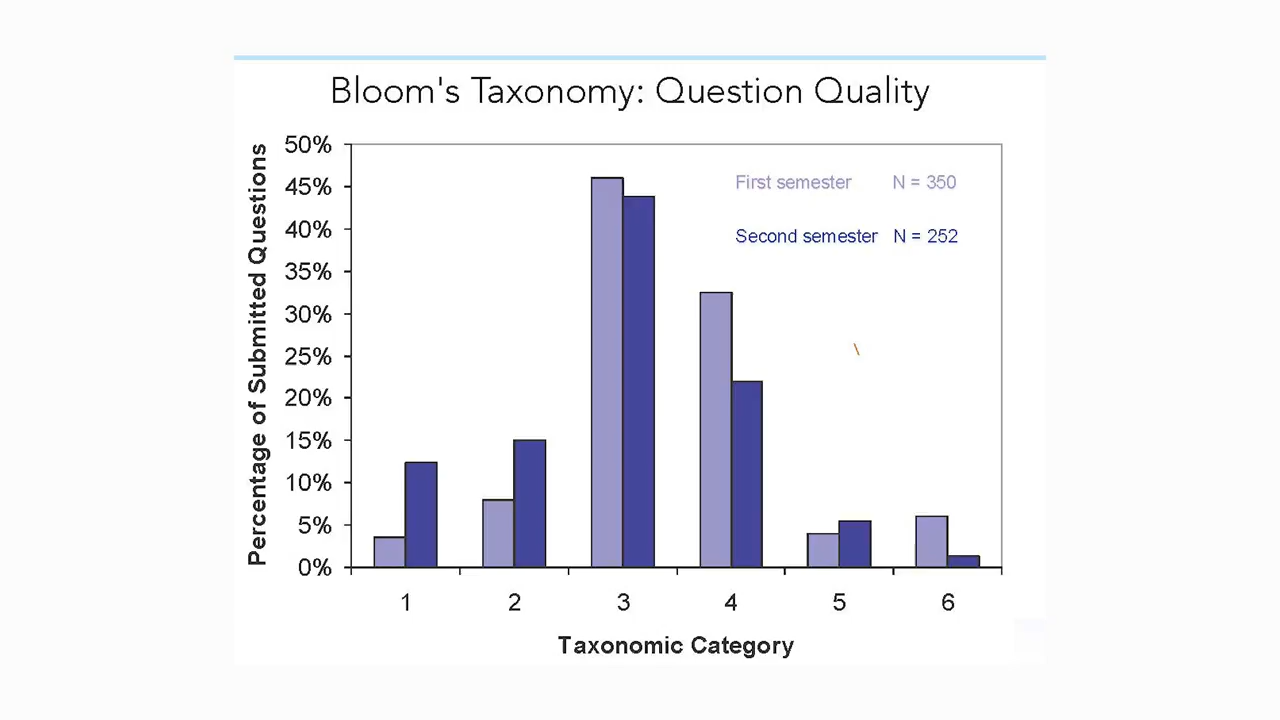 Bloom's Taxonomy: Question Quality
Percentage of Submitted Questions
50%
45%
40%
35%
30%
25%
20%
15%
10%
5%
0%
First semester N = 350
Second semester N = 252
1 2 3 4 5 6
Taxonomic Category